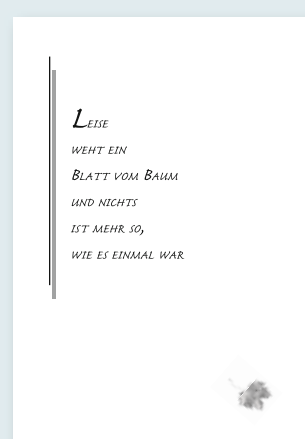 Leise
weht ein
Blatt vom Baum
und nichts
ist mehr so,
wie es einmal war